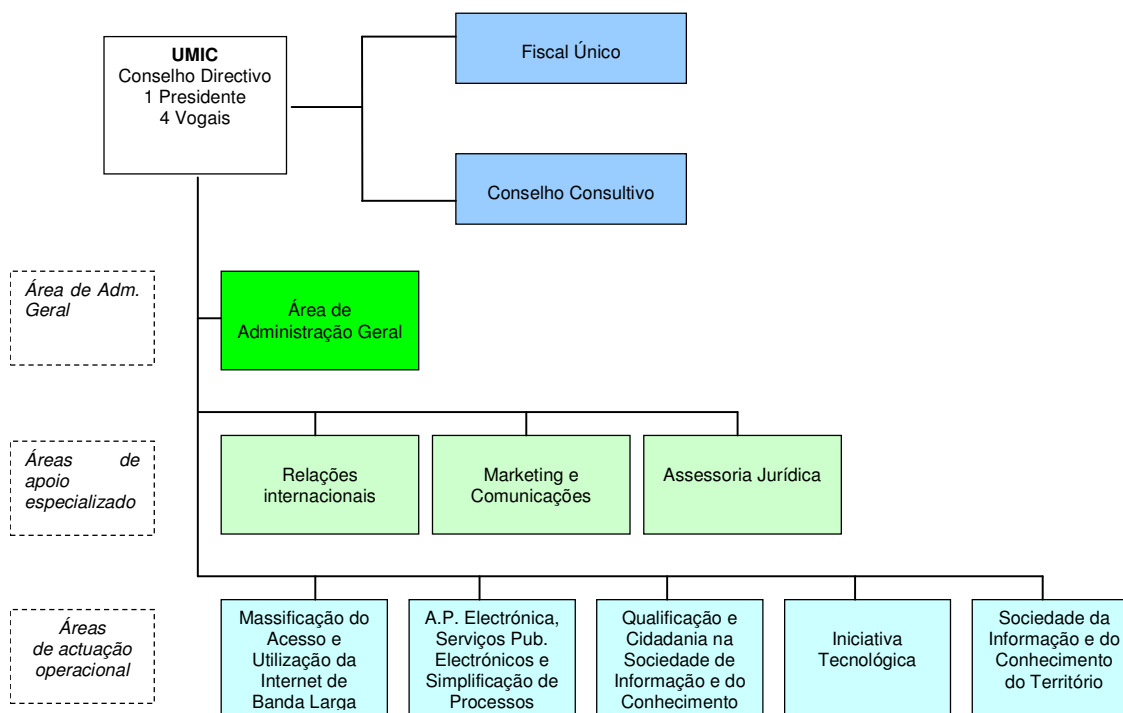 UMIC
Conselho Directivo
1 Presidente
4 Vogais
Fiscal Único
Conselho Consultivo
Área de Adm.
Geral
Área de
Administração Geral
Áreas de
apoio
especializado
Relações
internacionais
Marketing e
Comunicações
Assessoria Jurídica
Áreas
de actuação
operacional
Massificação do
Acesso e
Utilização da
Internet de
Banda Larga
A.P. Electrónica,
Serviços Pub.
Electrónicos e
Simplificação de
Processos
Qualificação e
Cidadania na
Sociedade de
Informação e do
Conhecimento
Iniciativa
Tecnológica
Sociedade da
Informação e do
Conhecimento
do Território